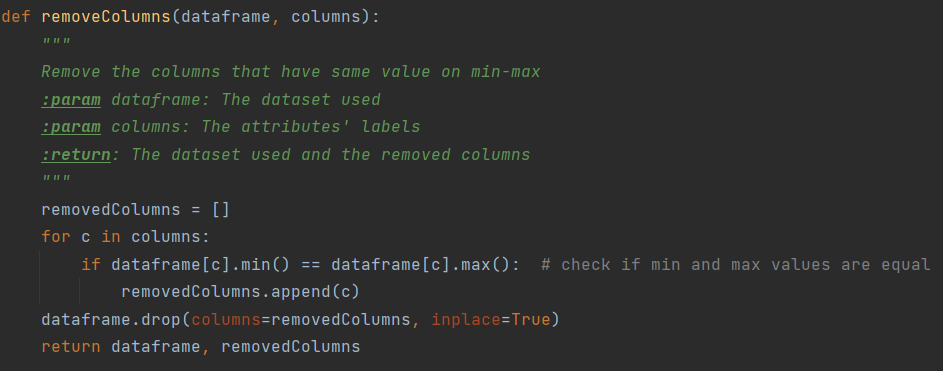 def removeColumns(dataframe, columns):
    """
    Remove the columns that have same value on min-max
    :param dataframe: The dataset used
    :param columns: The attributes' labels
    :return: The dataset used and the removed columns
    """
    removedColumns = []
    for c in columns:
        if dataframe[c].min() == dataframe[c].max():  # check if min and max values are equal
            removedColumns.append(c)
    dataframe.drop(columns=removedColumns, inplace=True)
    return dataframe, removedColumns